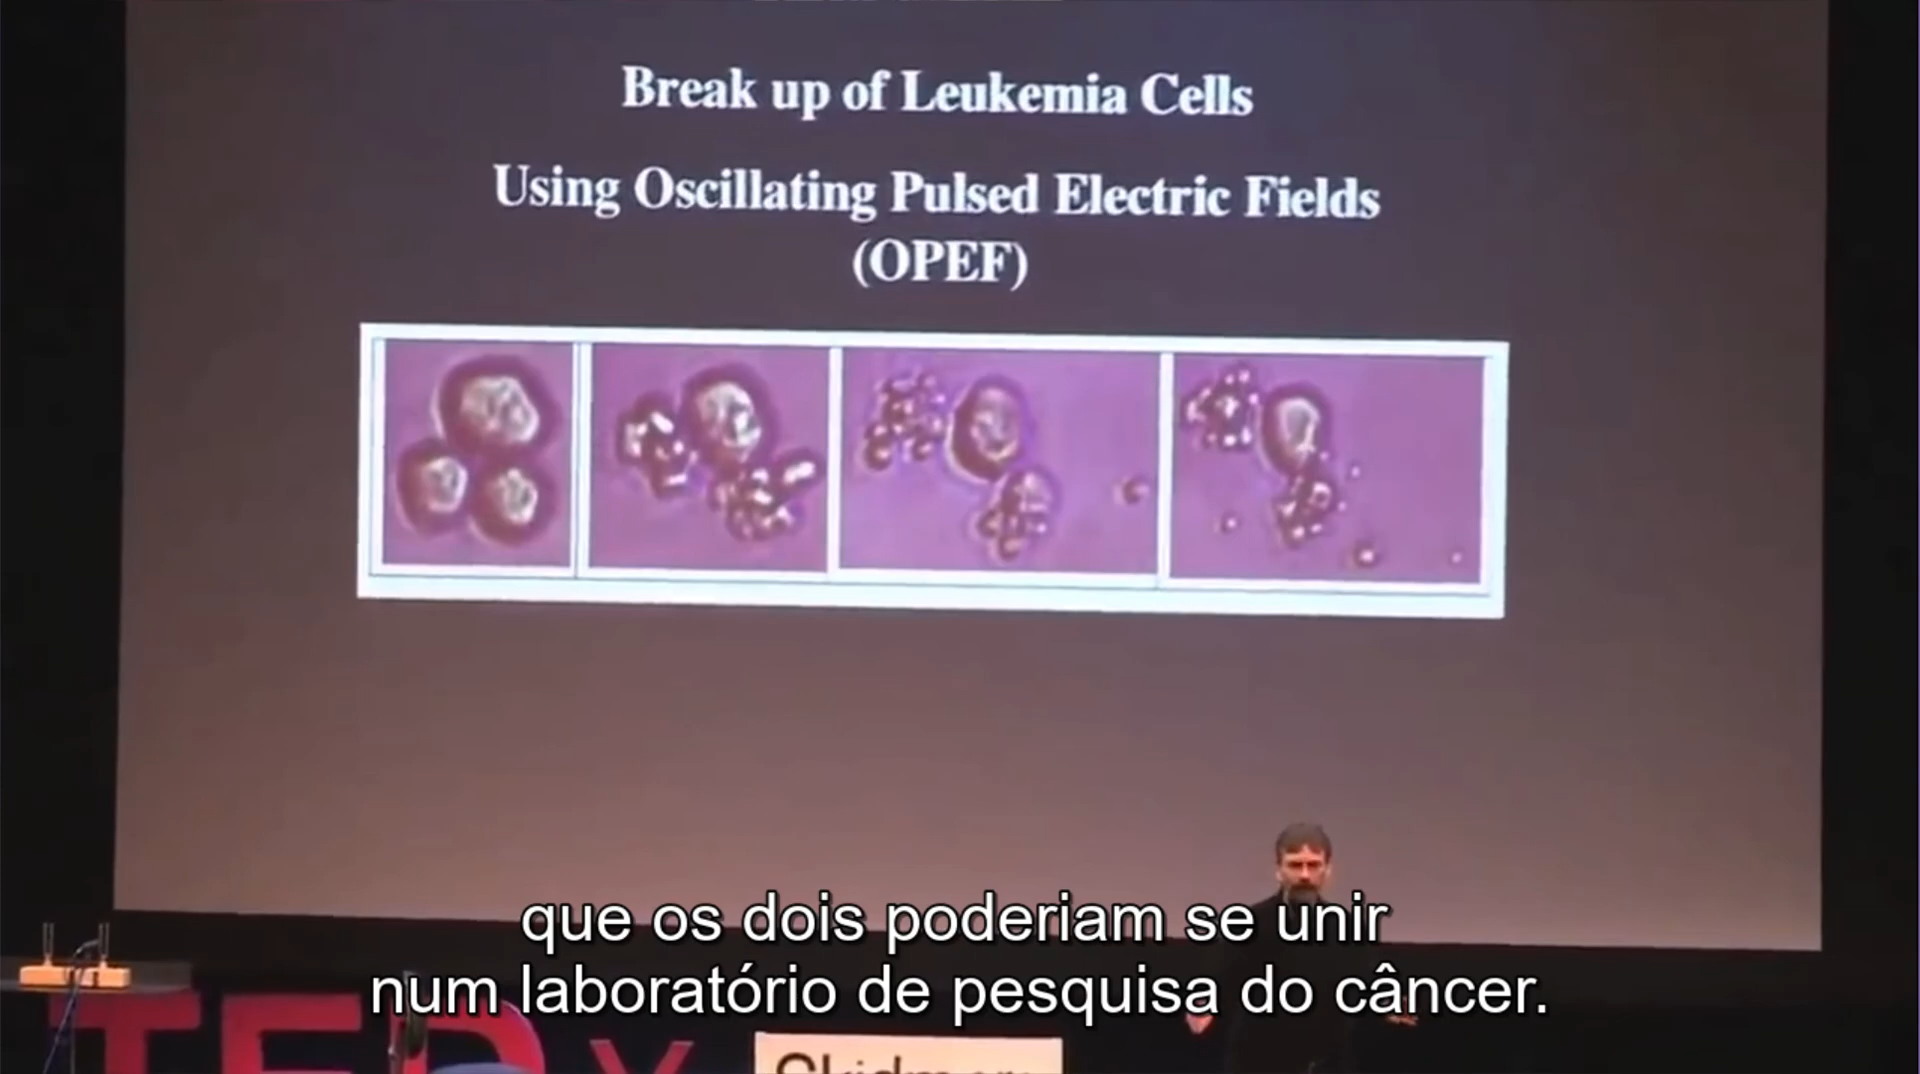 Break up of Leukemia Cells
Using Oscillating Pulsed Electric Fields
(OPEF)
que os dois poderiam se unir
num laboratório de pesquisa do câncer.
TEDx